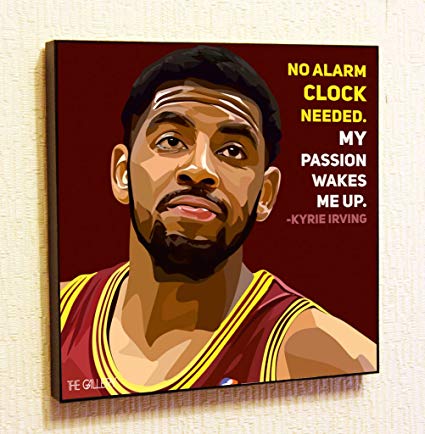 NO ALARM
CLOCK
NEEDED.
MY
PASSION
WAKES
ME UP.
-KYRIE IRVING
THE GALLERY